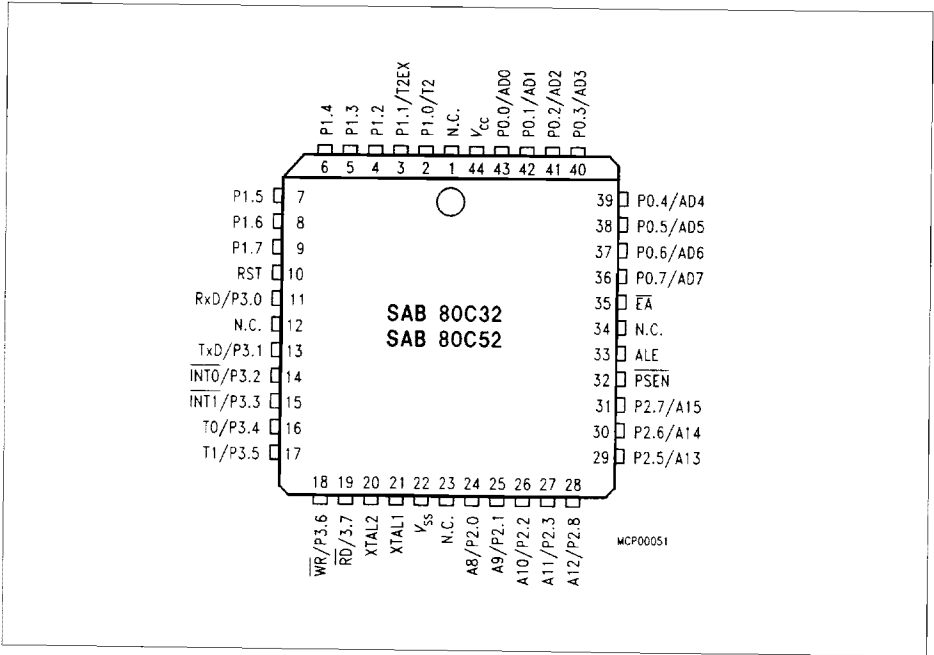 P1.4 P1.3 P1.2 P1.1/T2EX P1.0/T2 N.C. VCC P0.0/AD0 P0.1/AD1 P0.2/AD2 P0.3/AD3
6 5 4 3 2 1 44 43 42 41 40
P1.5 7
P1.6 8
P1.7 9
RST 10
RxD/P3.0 11
N.C. 12
TxD/P3.1 13
INT0/P3.2 14
INT1/P3.3 15
T0/P3.4 16
T1/P3.5 17
SAB 80C32
SAB 80C52
39 P0.4/AD4
38 P0.5/AD5
37 P0.6/AD6
36 P0.7/AD7
35 EA
34 N.C.
33 ALE
32 PSEN
31 P2.7/A15
30 P2.6/A14
29 P2.5/A13
18 19 20 21 22 23 24 25 26 27 28
WR/P3.6 RD/3.7 XTAL2 XTAL1 VSS N.C. A8/P2.0 A9/P2.1 A10/P2.2 A11/P2.3 A12/P2.8
MCP00051